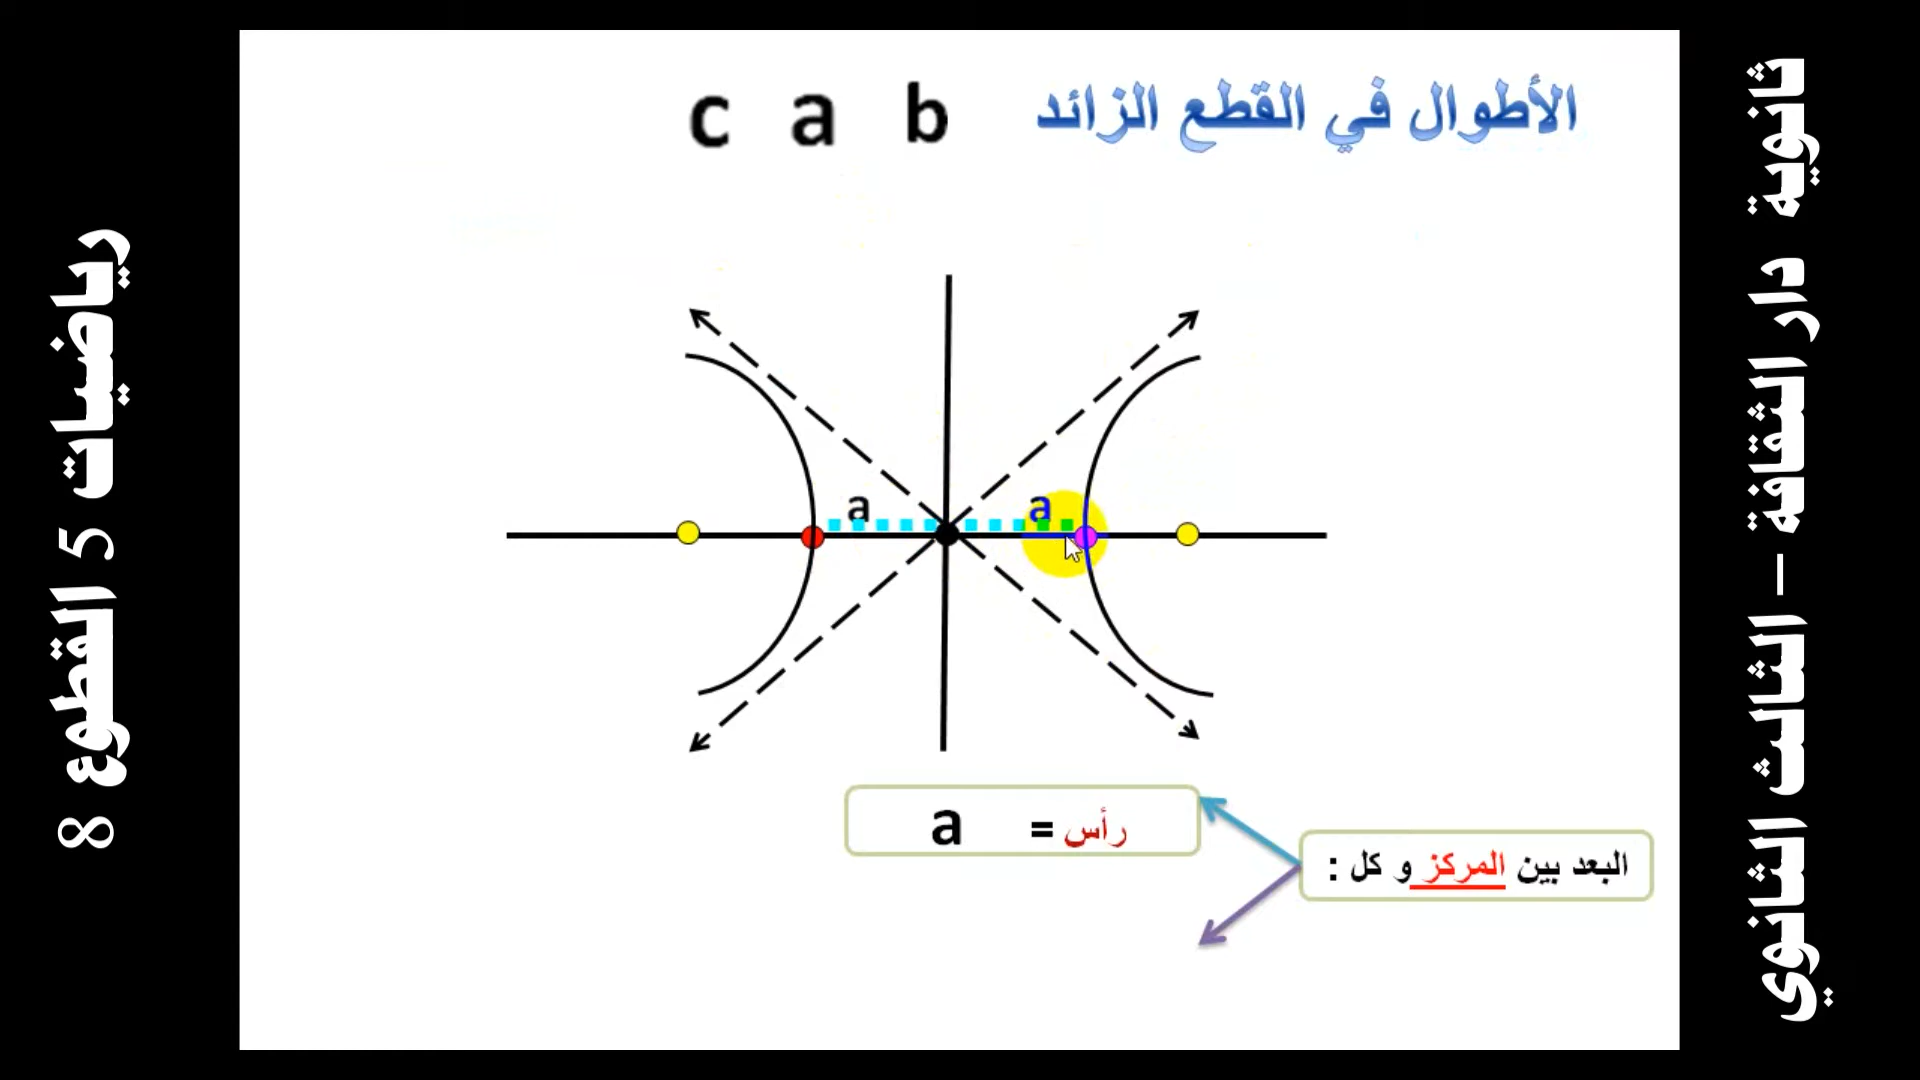 الأطوال في القطع الزائد
c a b
a a
رأس = a
البعد بين المركز و كل :
ثانوية دار الثقافة – الثالث الثانوي
رياضيات 5 القطوع 8